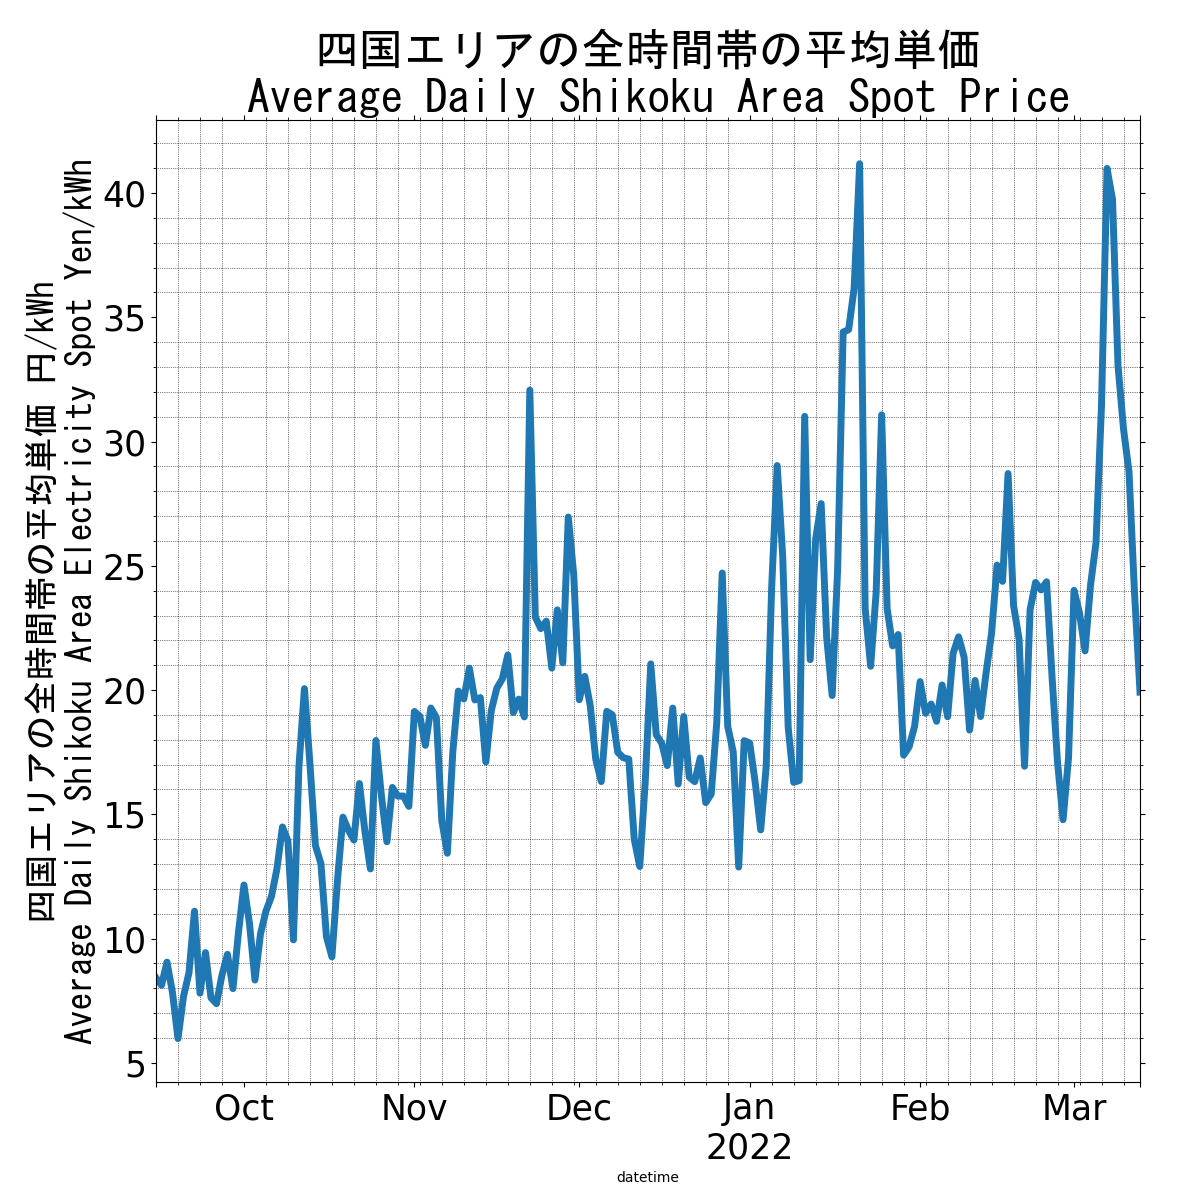 四国エリアの全時間帯の平均単価
Average Daily Shikoku Area Spot Price
四国エリアの全時間帯の平均単価 円/kWh
Average Daily Shikoku Area Electricity Spot Yen/kWh
40
35
30
25
20
15
10
5
Oct
Nov
Dec
Jan
2022
Feb
Mar
datetime